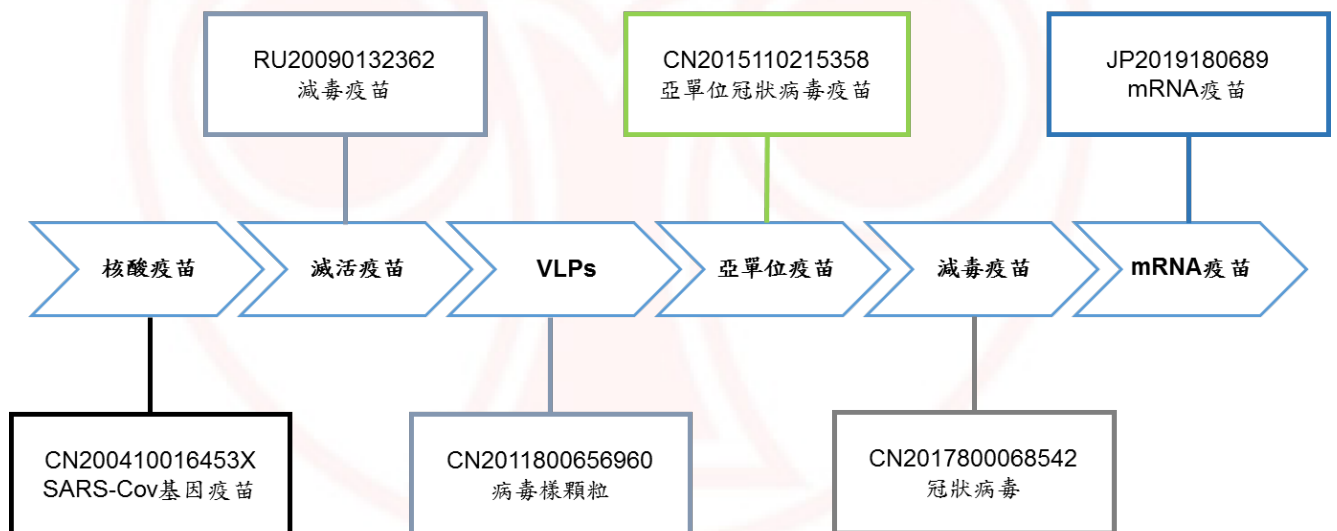 RU20090132362
減毒疫苗
CN2015110215358
亞單位冠狀病毒疫苗
JP2019180689
mRNA疫苗
核酸疫苗
滅活疫苗
VLPs
亞單位疫苗
減毒疫苗
mRNA疫苗
CN200410016453X
SARS-Cov基因疫苗
CN2011800656960
病毒樣顆粒
CN2017800068542
冠狀病毒